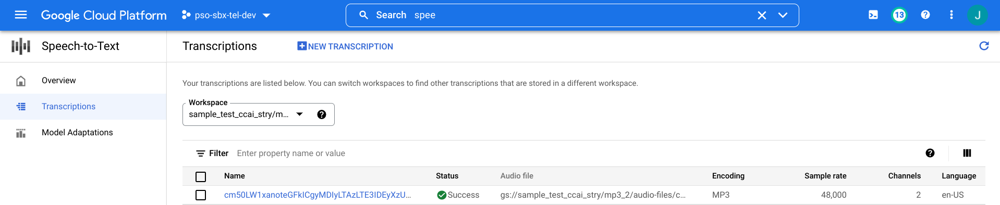 Google Cloud Platform pso-sbx-tel-dev Search spee 13 J
Speech-to-Text
Transcriptions NEW TRANSCRIPTION
Overview
Transcriptions
Model Adaptations
Your transcriptions are listed below. You can switch workspaces to find other transcriptions that are stored in a different workspace.
Workspace
sample_test_ccai_stry/m...
Filter Enter property name or value
Name Status Audio file Encoding Sample rate Channels Language
cm50LW1xanoteGFkICgyMDIyLTAzLTE3IDEyXzU... Success gs://sample_test_ccai_stry/mp3_2/audio-files/c... MP3 48,000 2 en-US